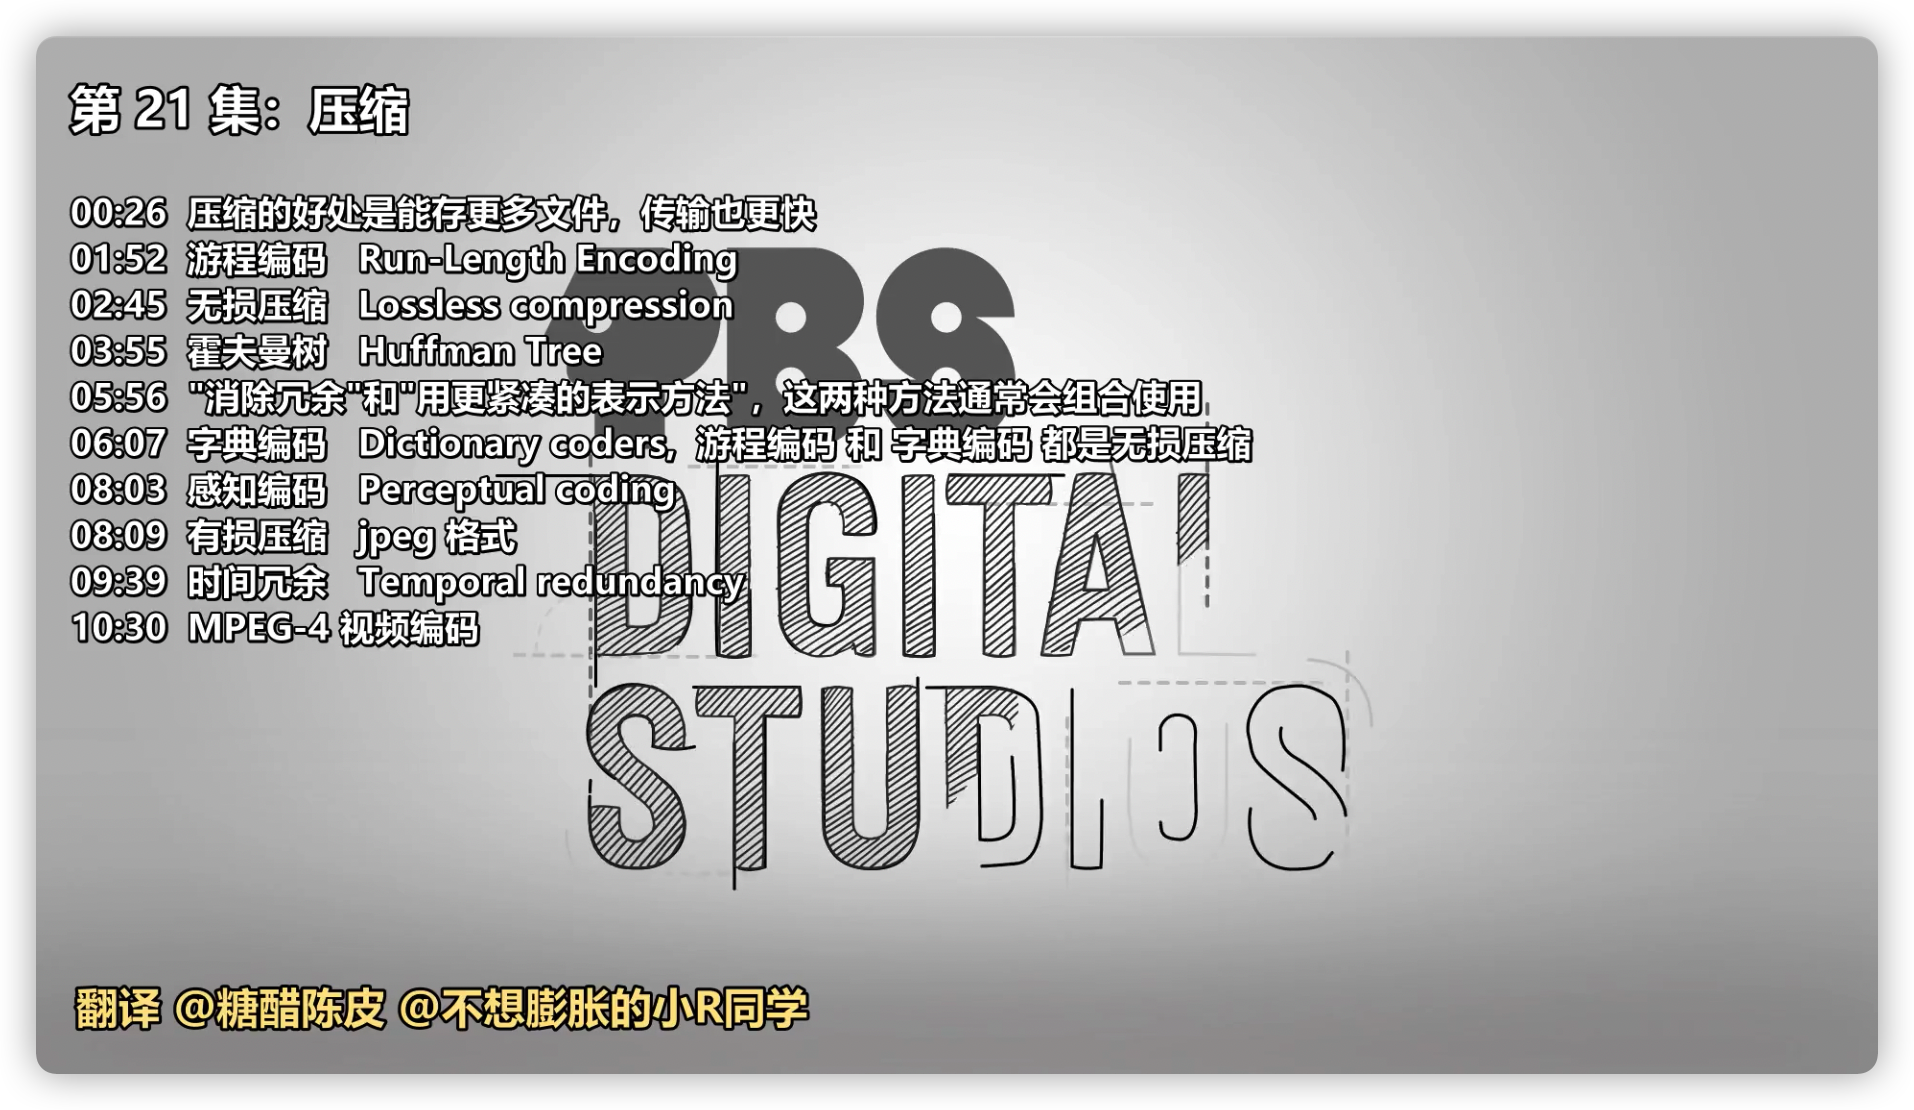 第 21 集：压缩
00:26 压缩的好处是能存更多文件，传输也更快
01:52 游程编码 Run-Length Encoding
02:45 无损压缩 Lossless compression
03:55 霍夫曼树 Huffman Tree
05:56 "消除冗余"和"用更紧凑的表示方法"，这两种方法通常会组合使用
06:07 字典编码 Dictionary coders，游程编码 和 字典编码 都是无损压缩
08:03 感知编码 Perceptual coding
08:09 有损压缩 jpeg 格式
09:39 时间冗余 Temporal redundancy
10:30 MPEG-4 视频编码
PBS
DIGITAL
STUDIOS
翻译 @糖醋陈皮 @不想膨胀的小R同学